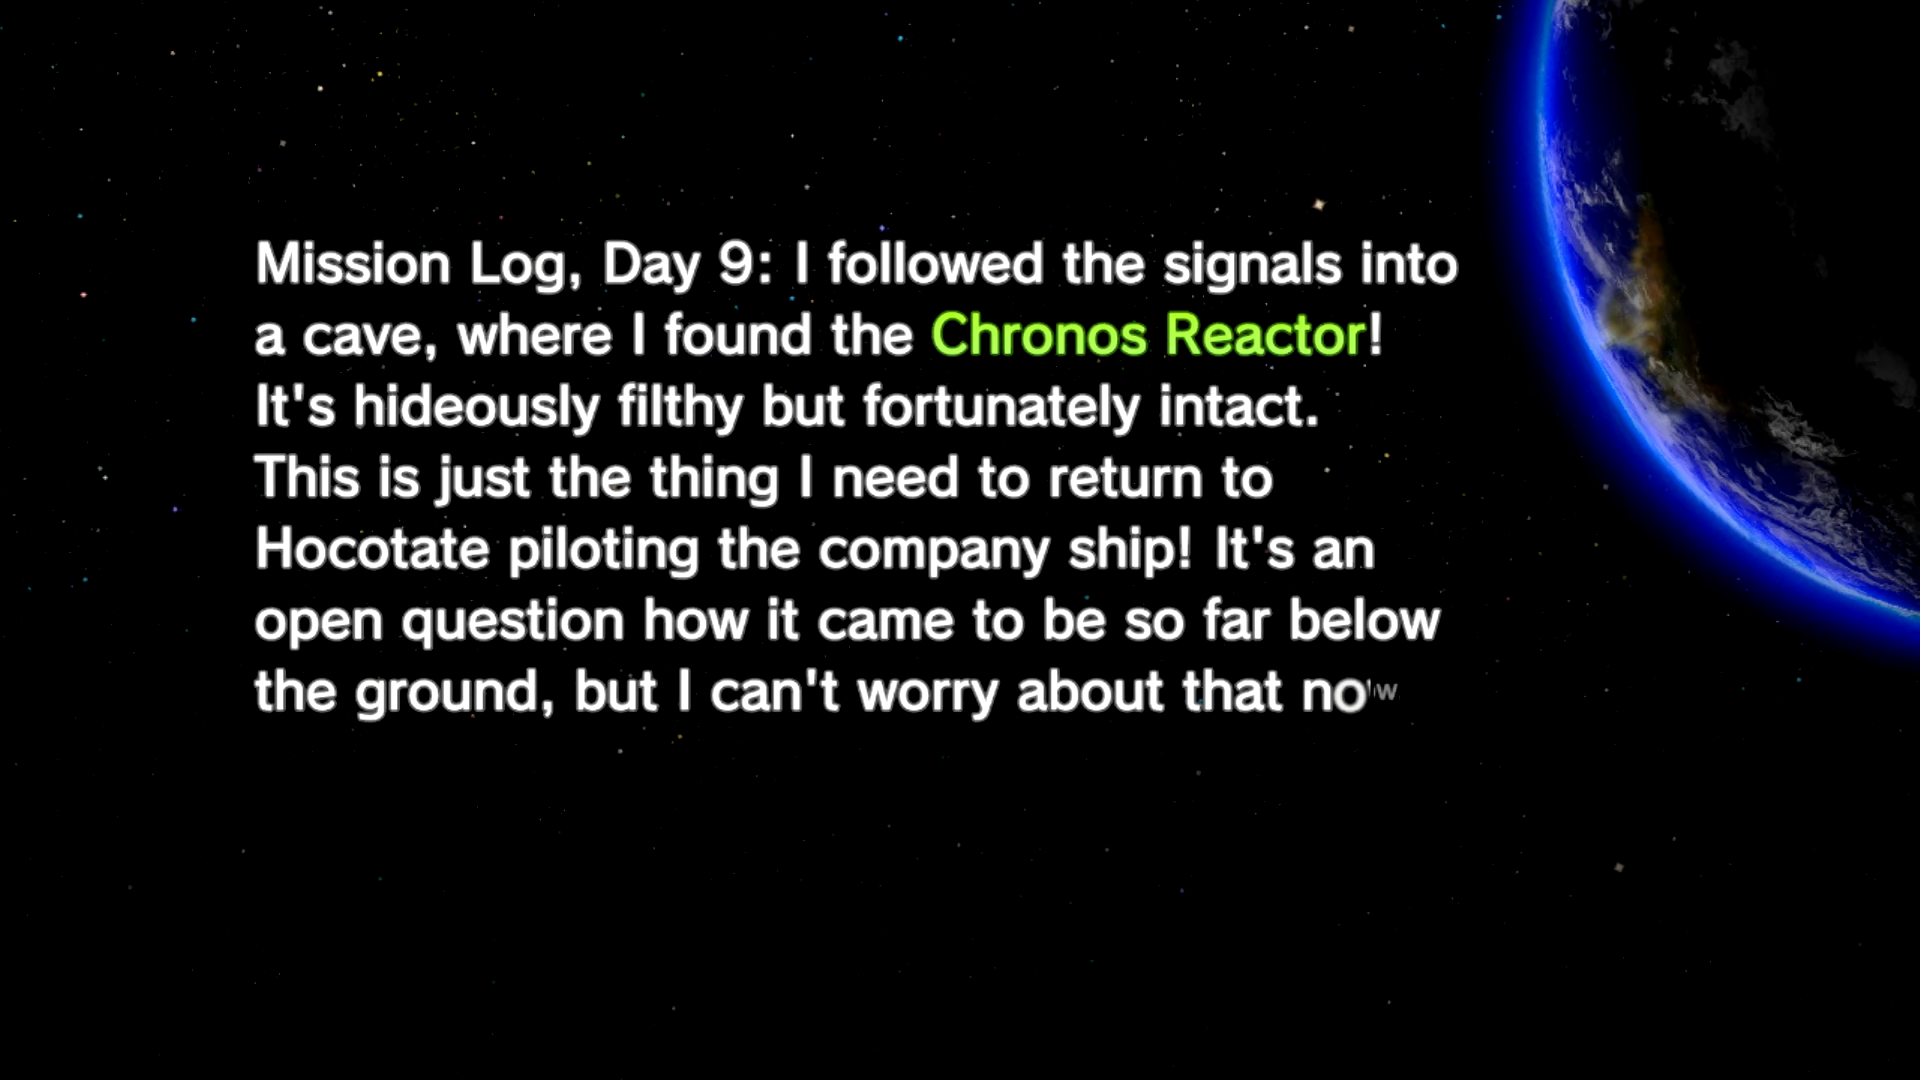 Mission Log, Day 9: I followed the signals into
a cave, where I found the Chronos Reactor!
It's hideously filthy but fortunately intact.
This is just the thing I need to return to
Hocotate piloting the company ship! It's an
open question how it came to be so far below
the ground, but I can't worry about that now